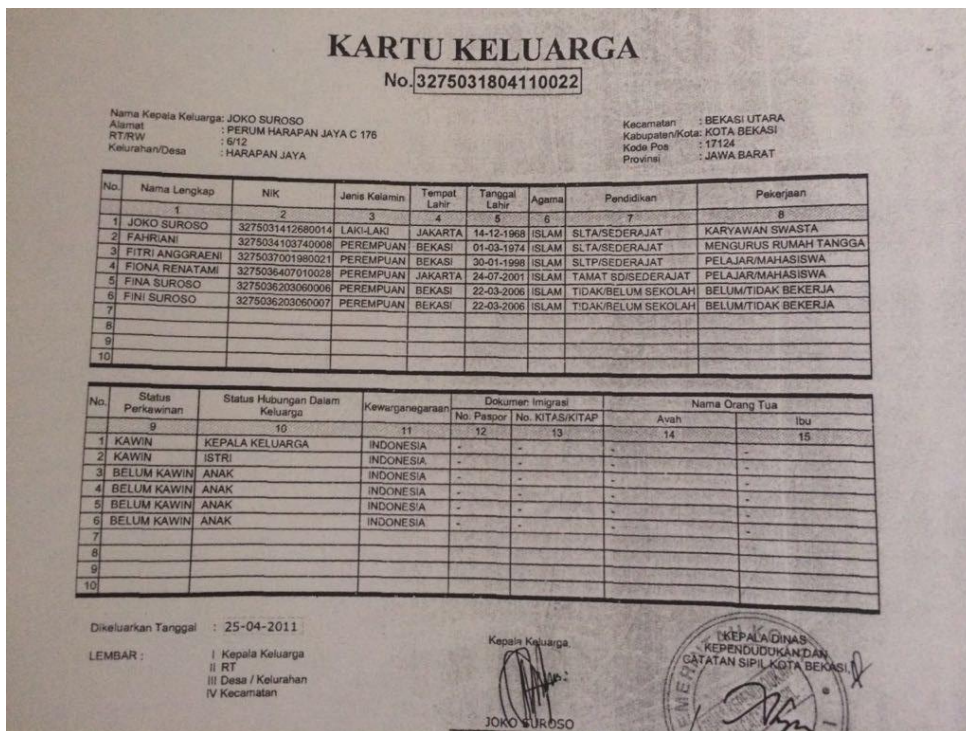 KARTU KELUARGA
No. 3275031804110022
Nama Kepala Keluarga: JOKO SUROSO
Alamat : PERUM HARAPAN JAYA C 176
RT/RW : 6/12
Kelurahan/Desa : HARAPAN JAYA
Kecamatan : BEKASI UTARA
Kabupaten/Kota: KOTA BEKASI
Kode Pos : 17124
Provinsi : JAWA BARAT
No. Nama Lengkap NIK Jenis Kelamin Tempat Lahir Tanggal Lahir Agama Pendidikan Pekerjaan
1 2 3 4 5 6 7 8
1 JOKO SUROSO 3275031412680014 LAKI-LAKI JAKARTA 14-12-1968 ISLAM SLTA/SEDERAJAT KARYAWAN SWASTA
2 FAHRIANI 3275034103740008 PEREMPUAN BEKASI 01-03-1974 ISLAM SLTA/SEDERAJAT MENGURUS RUMAH TANGGA
3 FITRI ANGGRAENI 3275037001980021 PEREMPUAN BEKASI 30-01-1998 ISLAM SLTP/SEDERAJAT PELAJAR/MAHASISWA
4 FIONA RENATAMI 3275036407010028 PEREMPUAN JAKARTA 24-07-2001 ISLAM TAMAT SD/SEDERAJAT PELAJAR/MAHASISWA
5 FINA SUROSO 3275036203060006 PEREMPUAN BEKASI 22-03-2006 ISLAM TIDAK/BELUM SEKOLAH BELUM/TIDAK BEKERJA
6 FINI SUROSO 3275036203060007 PEREMPUAN BEKASI 22-03-2006 ISLAM TIDAK/BELUM SEKOLAH BELUM/TIDAK BEKERJA
7
8
9
10
No. Status Perkawinan Status Hubungan Dalam Keluarga Kewarganegaraan Dokumen Imigrasi Nama Orang Tua
No. Paspor No. KITAS/KITAP Ayah Ibu
9 10 11 12 13 14 15
1 KAWIN KEPALA KELUARGA INDONESIA - - - -
2 KAWIN ISTRI INDONESIA - - - -
3 BELUM KAWIN ANAK INDONESIA - - - -
4 BELUM KAWIN ANAK INDONESIA - - - -
5 BELUM KAWIN ANAK INDONESIA - - - -
6 BELUM KAWIN ANAK INDONESIA - - - -
7
8
9
10
Dikeluarkan Tanggal : 25-04-2011
LEMBAR :
I Kepala Keluarga
II RT
III Desa / Kelurahan
IV Kecamatan
Kepala Keluarga
JOKO SUROSO
KEPALA DINAS
KEPENDUDUKAN DAN
CATATAN SIPIL KOTA BEKASI